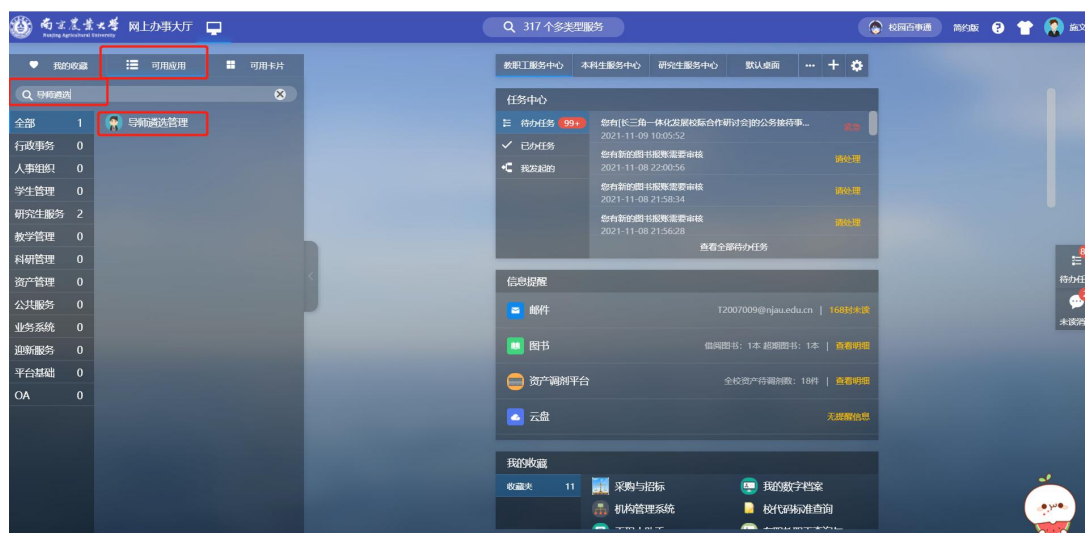 南京农业大学 网上办事大厅
Nanjing Agricultural University
317 个多类型服务
校园百事通 简约版
我的收藏 可用应用 可用卡片
导师遴选
全部 1
导师遴选管理
行政事务 0
人事组织 0
学生管理 0
研究生服务 2
教学管理 0
科研管理 0
资产管理 0
公共服务 0
业务系统 0
迎新服务 0
平台基础 0
OA 0
教职工服务中心 本科生服务中心 研究生服务中心 默认桌面 ···
任务中心
待办任务 99+
已办任务
我发起的
您有[长三角一体化发展校际合作研讨会]的公务接待事...
2021-11-09 10:05:52
您有新的图书报账需要审核
2021-11-08 22:00:56
请处理
您有新的图书报账需要审核
2021-11-08 21:58:34
请处理
您有新的图书报账需要审核
2021-11-08 21:56:28
请处理
查看全部待办任务
信息提醒
邮件 T2007009@njau.edu.cn | 168封未读
图书 借阅图书: 1本 超期图书: 1本 | 查看明细
资产调剂平台 全校资产待调剂数: 18件 | 查看明细
云盘 无提醒信息
我的收藏
收藏夹 11
采购与招标 我的数字档案
机构管理系统 校代码标准查询
待办任
未读消